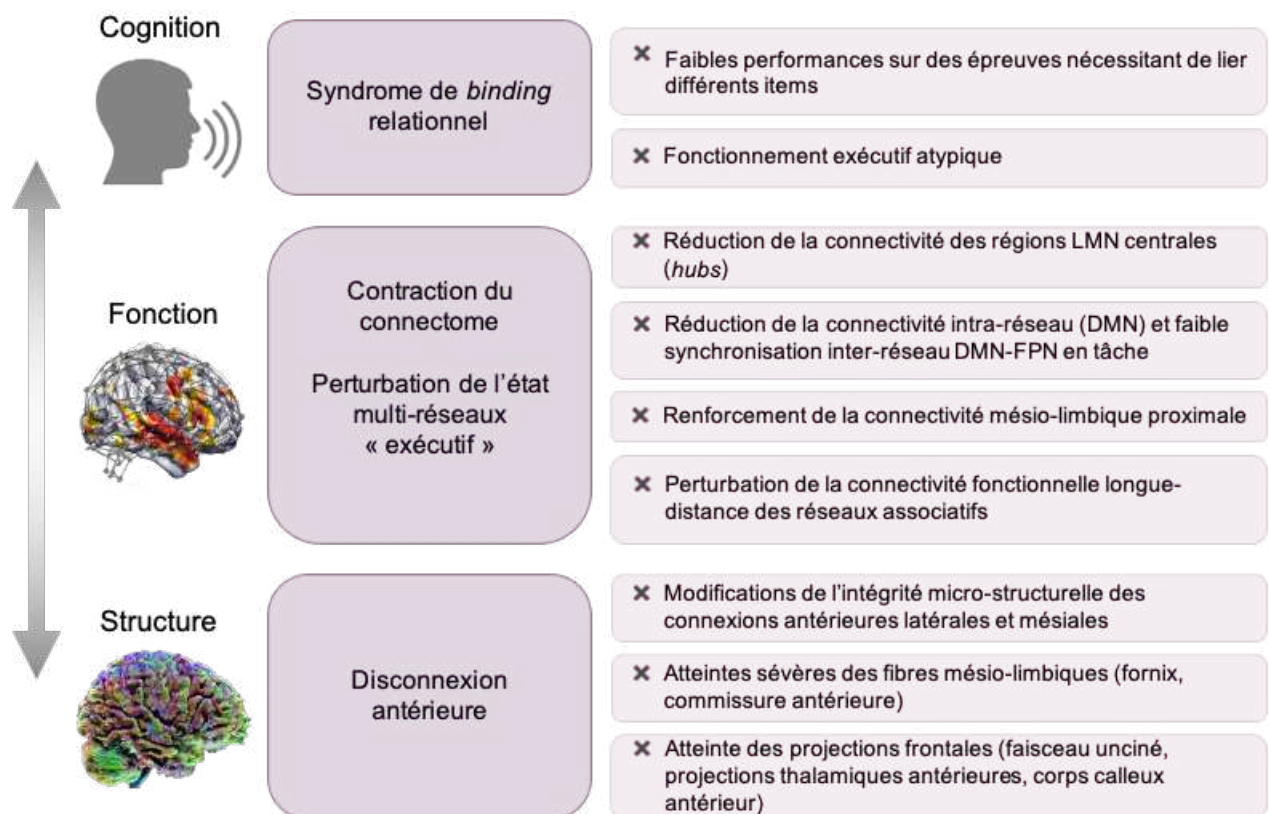 Cognition
Syndrome de binding
relationnel
Faibles performances sur des épreuves nécessitant de lier
différents items
Fonctionnement exécutif atypique
Fonction
Contraction du
connectome
Perturbation de l'état
multi-réseaux
« exécutif »
Réduction de la connectivité des régions LMN centrales
(hubs)
Réduction de la connectivité intra-réseau (DMN) et faible
synchronisation inter-réseau DMN-FPN en tâche
Renforcement de la connectivité mésio-limbique proximale
Perturbation de la connectivité fonctionnelle longue-
distance des réseaux associatifs
Structure
Disconnexion
antérieure
Modifications de l'intégrité micro-structurelle des
connexions antérieures latérales et mésiales
Atteintes sévères des fibres mésio-limbiques (fornix,
commissure antérieure)
Atteinte des projections frontales (faisceau unciné,
projections thalamiques antérieures, corps calleux
antérieur)